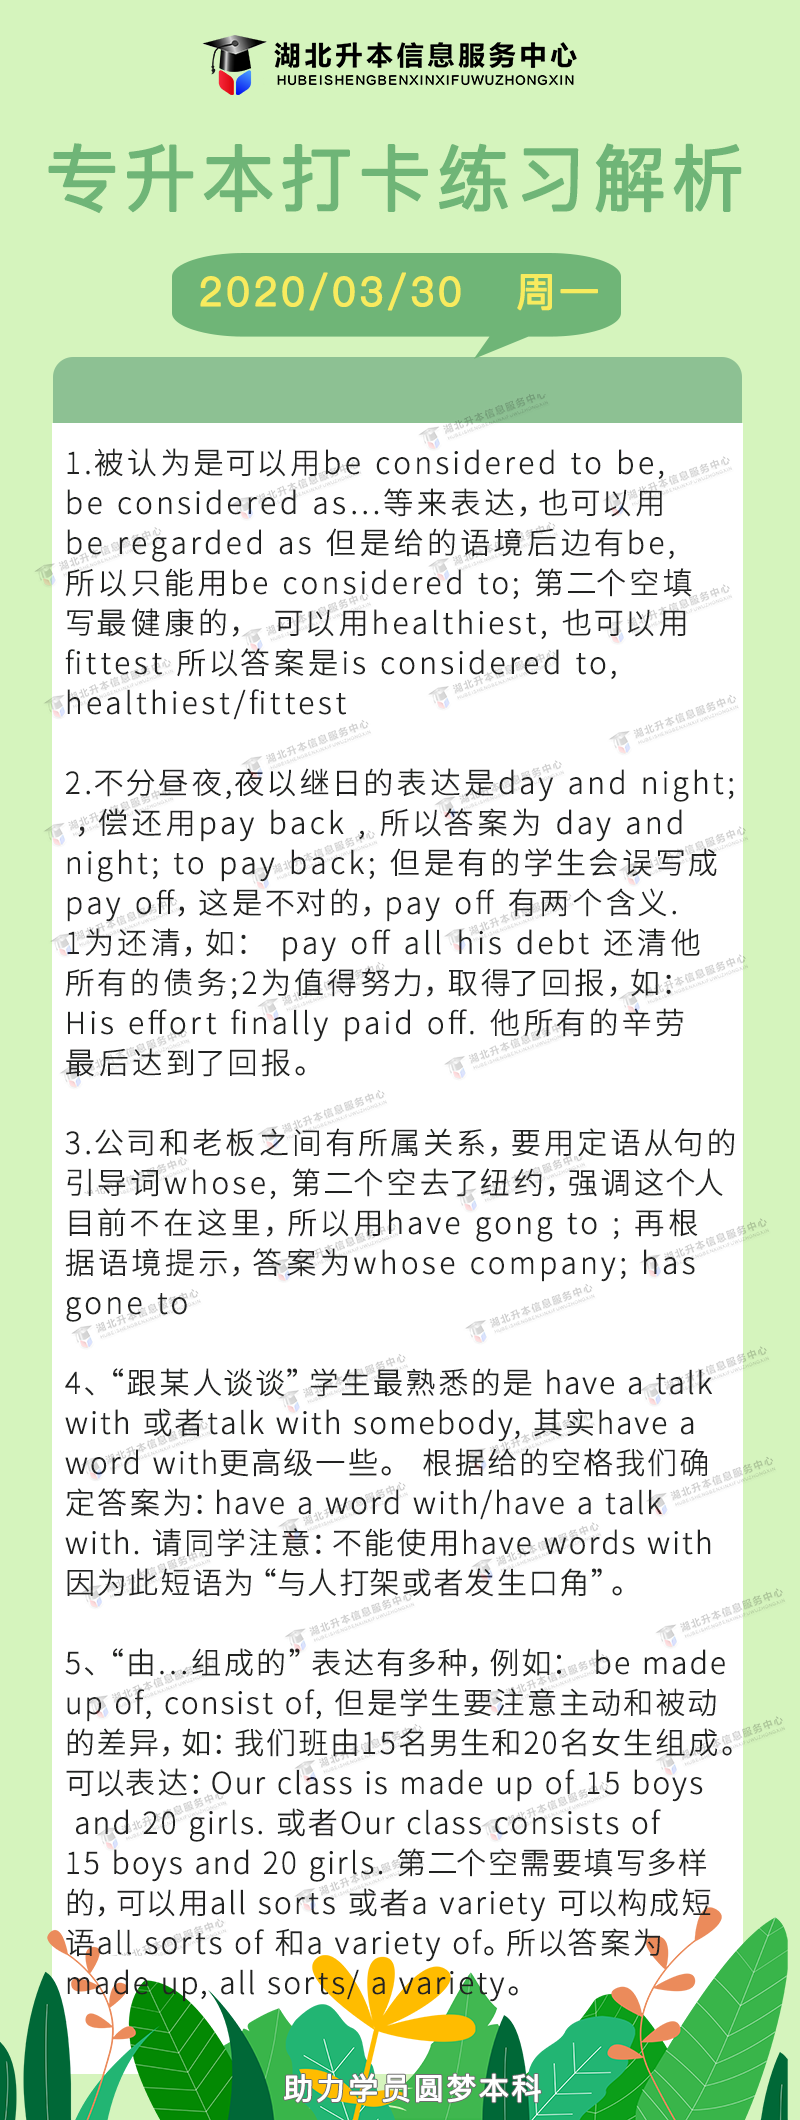 湖北升本信息服务中心
HUBEISHENGBENXINXIFUWUZHONGXIN
专升本打卡练习解析
2020/03/30 周一
1.被认为是可以用be considered to be,
be considered as...等来表达，也可以用
be regarded as 但是给的语境后边有be,
所以只能用be considered to; 第二个空填
写最健康的， 可以用healthiest, 也可以用
fittest 所以答案是is considered to,
healthiest/fittest
2.不分昼夜,夜以继日的表达是day and night;
，偿还用pay back , 所以答案为 day and
night; to pay back; 但是有的学生会误写成
pay off，这是不对的，pay off 有两个含义.
1为还清，如： pay off all his debt 还清他
所有的债务;2为值得努力，取得了回报，如：
His effort finally paid off. 他所有的辛劳
最后达到了回报。
3.公司和老板之间有所属关系，要用定语从句的
引导词whose, 第二个空去了纽约，强调这个人
目前不在这里，所以用have gong to ; 再根
据语境提示，答案为whose company; has
gone to
4、“跟某人谈谈”学生最熟悉的是 have a talk
with 或者talk with somebody, 其实have a
word with更高级一些。 根据给的空格我们确
定答案为：have a word with/have a talk
with. 请同学注意：不能使用have words with
因为此短语为“与人打架或者发生口角”。
5、“由...组成的”表达有多种，例如： be made
up of, consist of, 但是学生要注意主动和被动
的差异，如：我们班由15名男生和20名女生组成。
可以表达：Our class is made up of 15 boys
and 20 girls. 或者Our class consists of
15 boys and 20 girls. 第二个空需要填写多样
的，可以用all sorts 或者a variety 可以构成短
语all sorts of 和a variety of。所以答案为
made up, all sorts/ a variety。
助力学员圆梦本科